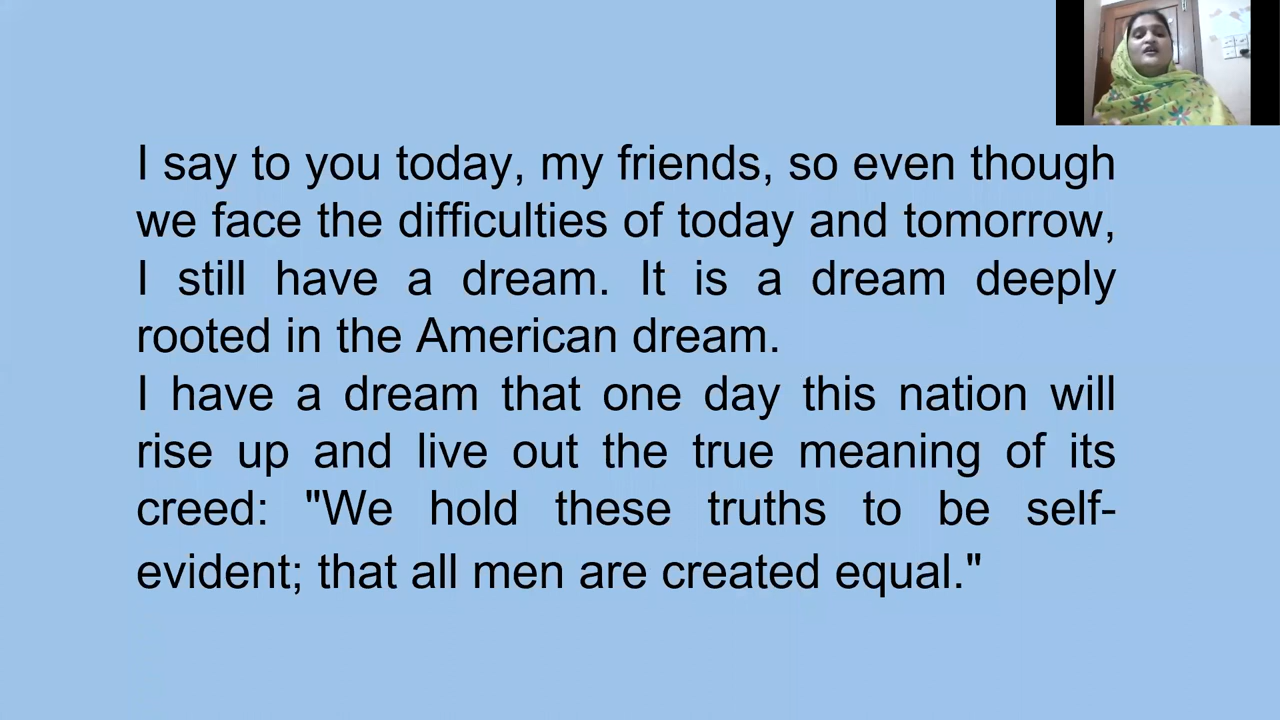 I say to you today, my friends, so even though
we face the difficulties of today and tomorrow,
I still have a dream. It is a dream deeply
rooted in the American dream.
I have a dream that one day this nation will
rise up and live out the true meaning of its
creed: "We hold these truths to be self-
evident; that all men are created equal."